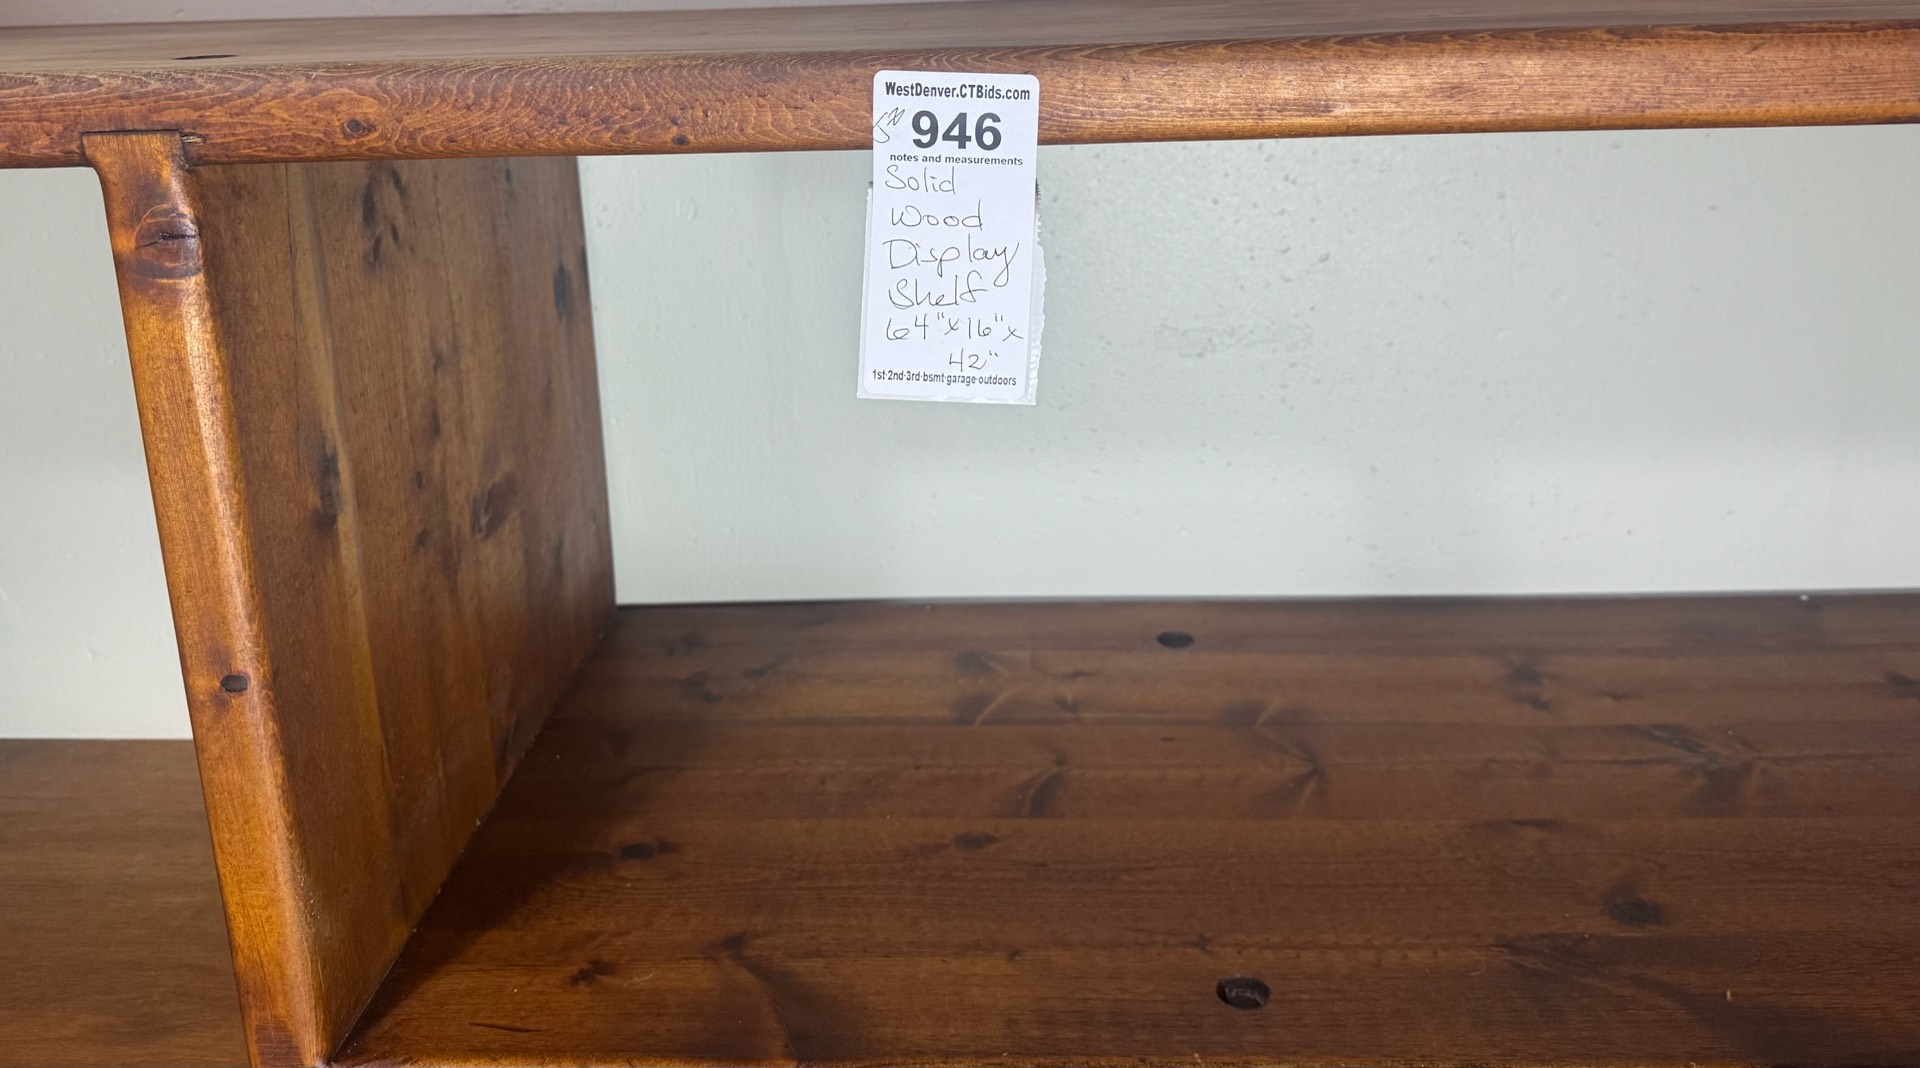 WestDenver.CTBids.com
946
notes and measurements
Solid
Wood
Display
Shelf
64"x16"x
42"
1st-2nd-3rd-bsmt-garage-outdoors